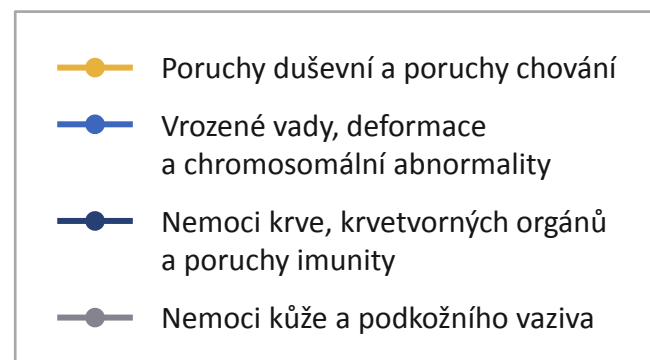 Poruchy duševní a poruchy chování
Vrozené vady, deformace
a chromosomální abnormality
Nemoci krve, krvetvorných orgánů
a poruchy imunity
Nemoci kůže a podkožního vaziva